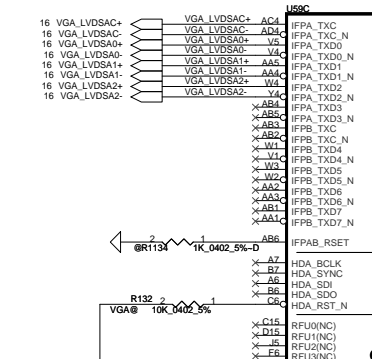 U59C
16 VGA_LVDSAC+ VGA_LVDSAC+ AC4 IFPA_TXC
16 VGA_LVDSAC- VGA_LVDSAC- AD4 IFPA_TXC_N
16 VGA_LVDSA0+ VGA_LVDSA0+ V5 IFPA_TXD0
16 VGA_LVDSA0- VGA_LVDSA0- V4 IFPA_TXD0_N
16 VGA_LVDSA1+ VGA_LVDSA1+ AA5 IFPA_TXD1
16 VGA_LVDSA1- VGA_LVDSA1- AA4 IFPA_TXD1_N
16 VGA_LVDSA2+ VGA_LVDSA2+ W4 IFPA_TXD2
16 VGA_LVDSA2- VGA_LVDSA2- Y4 IFPA_TXD2_N
AB4 IFPA_TXD3
AB5 IFPA_TXD3_N
AB3 IFPB_TXC
AB2 IFPB_TXC_N
W1 IFPB_TXD4
V1 IFPB_TXD4_N
W3 IFPB_TXD5
W2 IFPB_TXD5_N
AA2 IFPB_TXD6
AA3 IFPB_TXD6_N
AB1 IFPB_TXD7
AA1 IFPB_TXD7_N
2 1 AB6 IFPAB_RSET
@R1134 1K_0402_5%~D
A7 HDA_BCLK
B7 HDA_SYNC
A6 HDA_SDI
B6 HDA_SDO
R132 2 1 C6 HDA_RST_N
VGA@ 10K_0402_5%
C15 RFU0(NC)
D15 RFU1(NC)
J5 RFU2(NC)
F6 RFU3(NC)